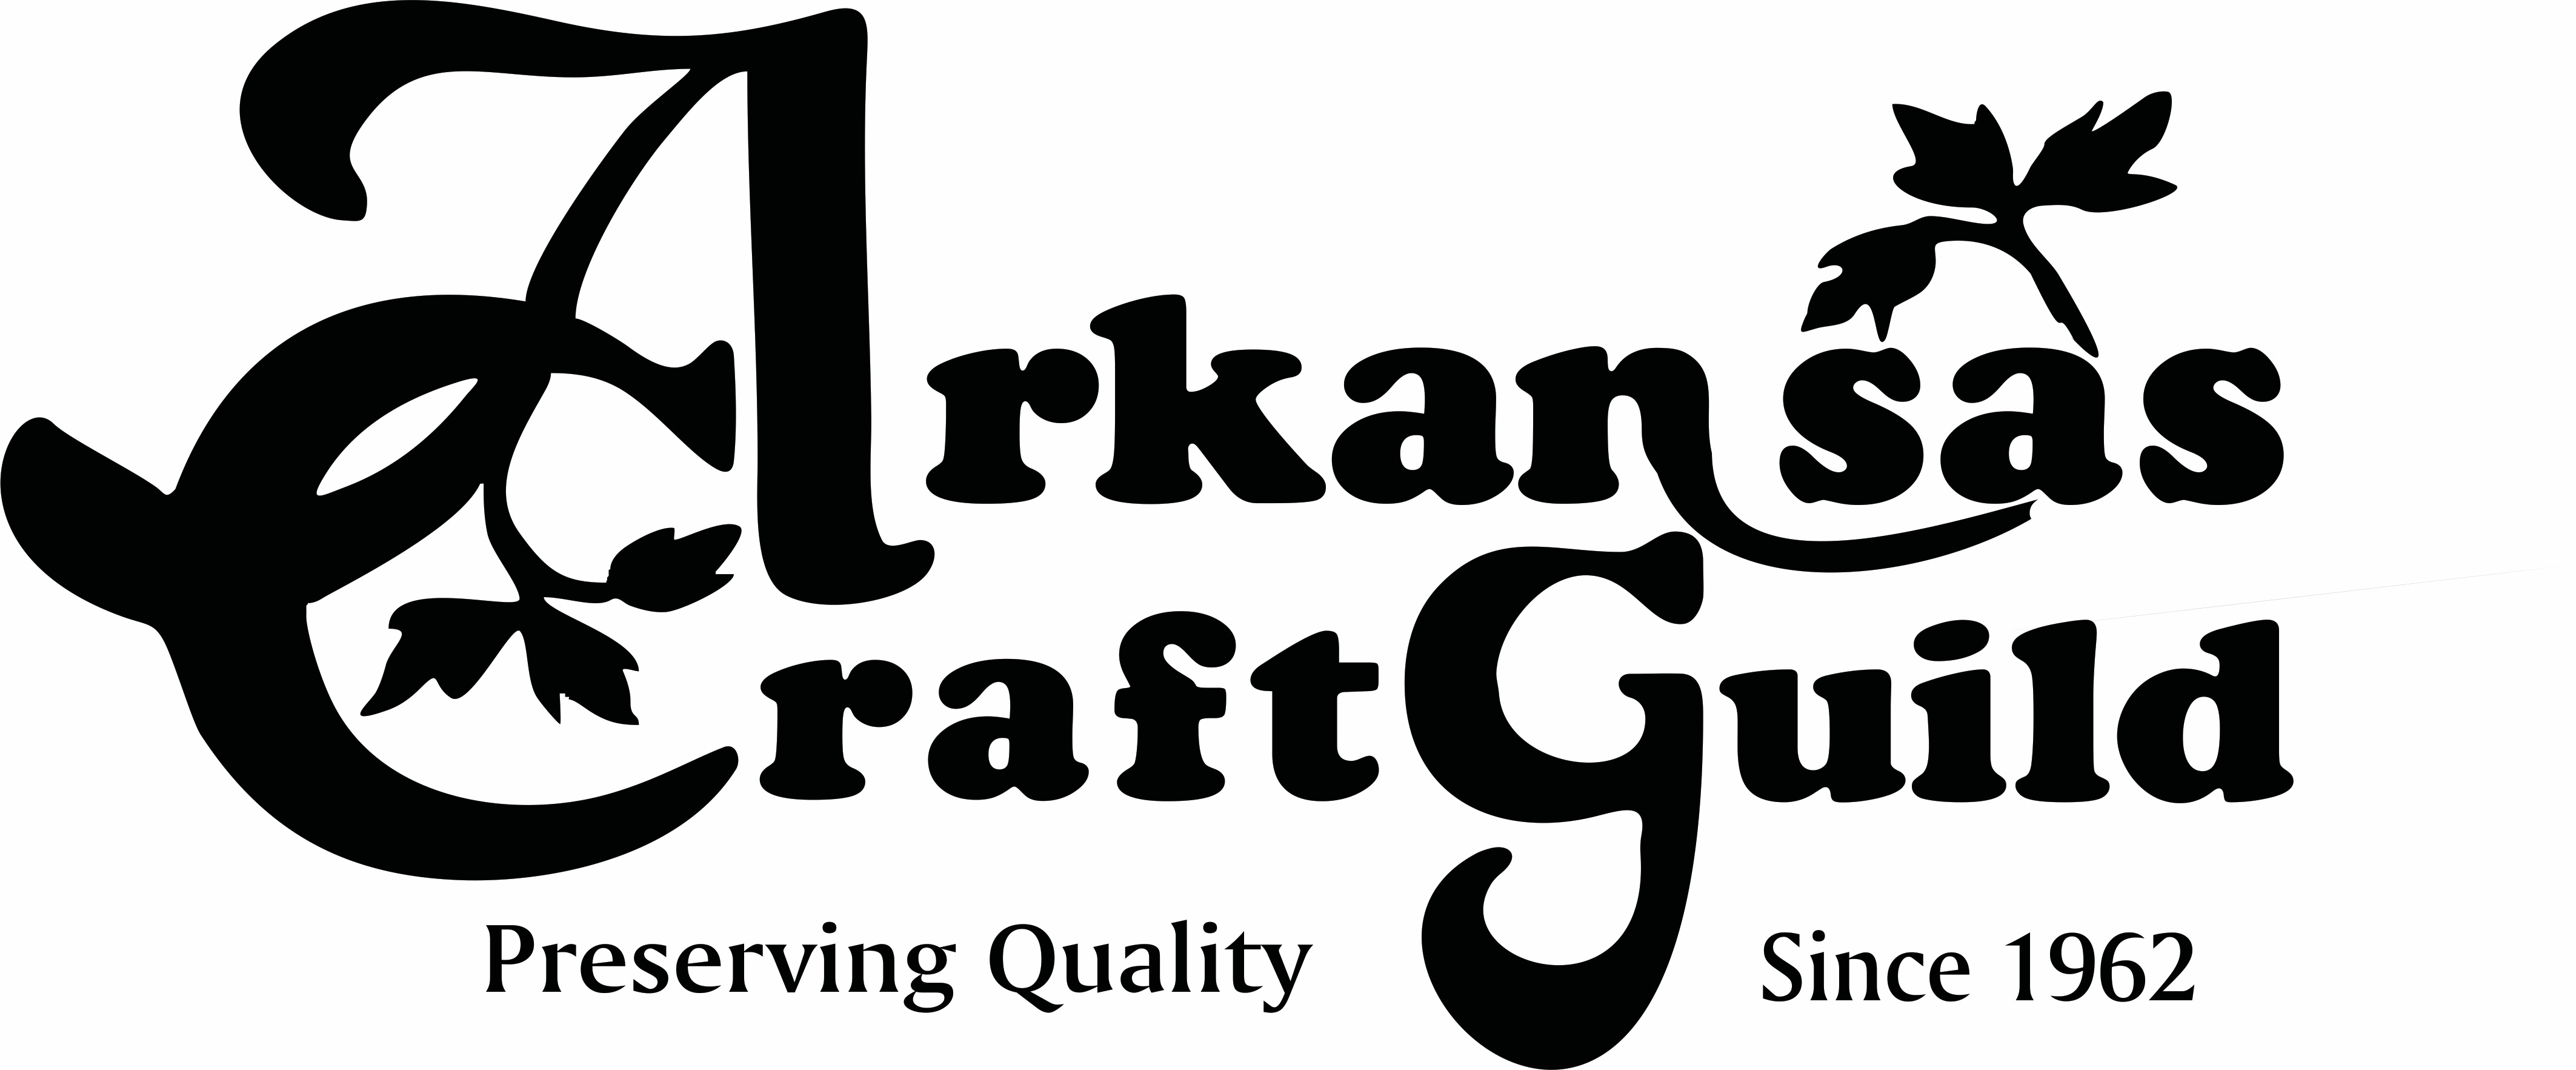 Arkansas
Craft Guild
Preserving Quality Since 1962